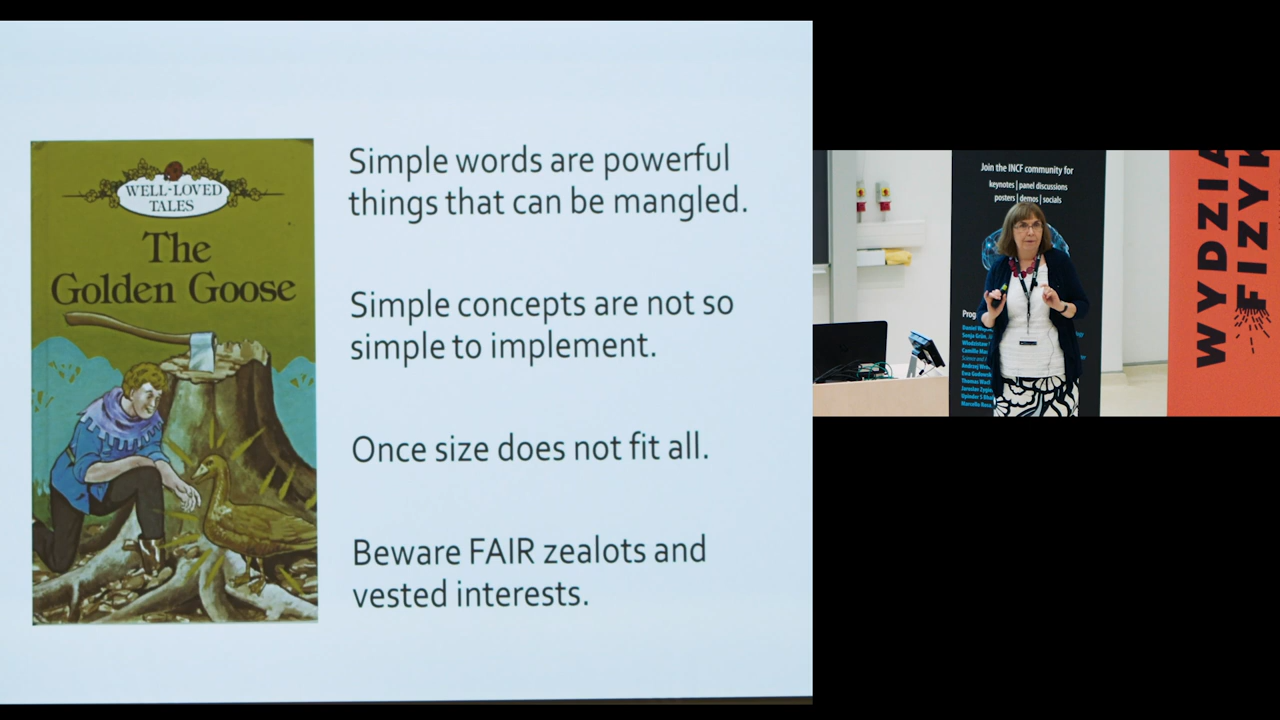 WELL-LOVED
TALES
The
Golden Goose
Simple words are powerful
things that can be mangled.
Simple concepts are not so
simple to implement.
Once size does not fit all.
Beware FAIR zealots and
vested interests.
Join the INCF community for
keynotes | panel discussions
posters | demos | socials
Prog
WYDZIA
FIZYK